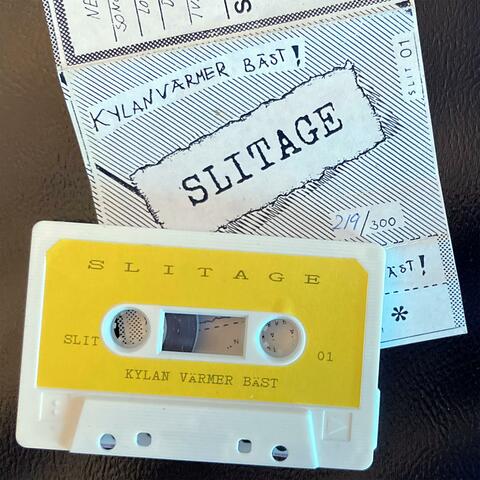 KYLAN VÄRMER BÄST!
SLIT 01
SLITAGE
219/300
ÄST!
*
SLITAGE
SLIT 01
KYLAN VÄRMER BÄST